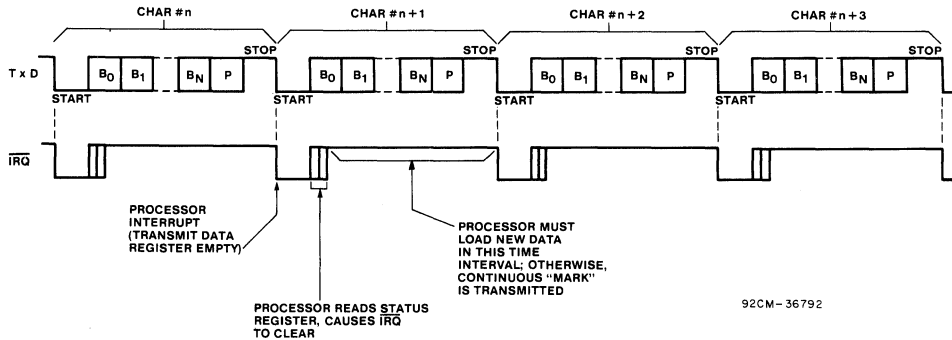 CHAR #n CHAR #n+1 CHAR #n+2 CHAR #n+3
STOP STOP STOP STOP
TxD B0 B1 BN P B0 B1 BN P B0 B1 BN P B0 B1 BN P
START START START START
IRQ
PROCESSOR
INTERRUPT
(TRANSMIT DATA
REGISTER EMPTY)
PROCESSOR READS STATUS
REGISTER, CAUSES IRQ
TO CLEAR
PROCESSOR MUST
LOAD NEW DATA
IN THIS TIME
INTERVAL; OTHERWISE,
CONTINUOUS "MARK"
IS TRANSMITTED
92CM-36792